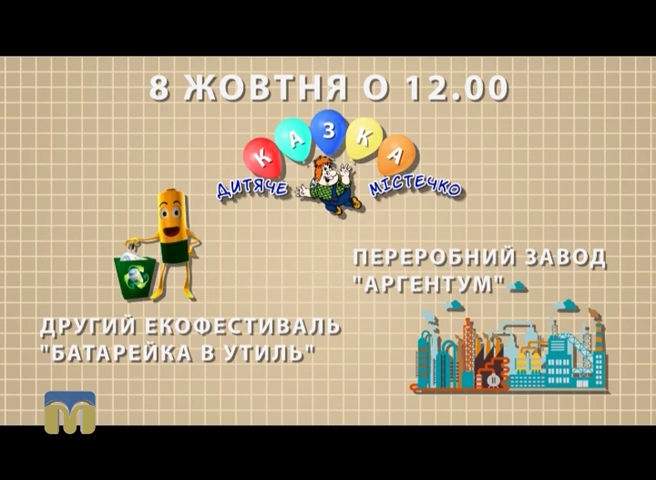 8 ЖОВТНЯ О 12.00
КАЗКА
ДИТЯЧЕ МІСТЕЧКО
ПЕРЕРОБНИЙ ЗАВОД
"АРГЕНТУМ"
ДРУГИЙ ЕКОФЕСТИВАЛЬ
"БАТАРЕЙКА В УТИЛЬ"
M